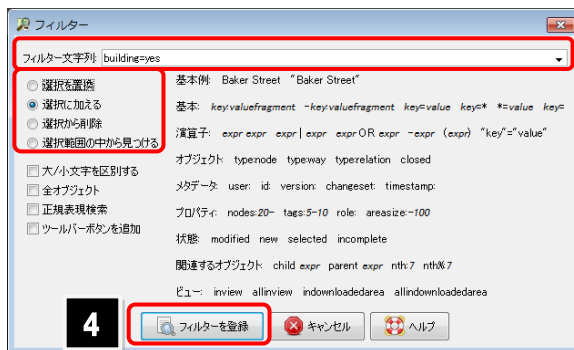 フィルター
フィルター文字列: building=yes
選択を置換
選択に加える
選択から削除
選択範囲の中から見つける
大/小文字を区別する
全オブジェクト
正規表現検索
ツールバーボタンを追加
基本例: Baker Street "Baker Street"
基本: key:valuefragment -key:valuefragment key=value key=* *=value key=
演算子: expr expr expr | expr expr OR expr -expr (expr) "key"="value"
オブジェクト type:node type:way type:relation closed
メタデータ: user: id: version: changeset: timestamp:
プロパティ: nodes:20- tags:5-10 role: areasize:-100
状態: modified new selected incomplete
関連するオブジェクト child expr parent expr nth:7 nth%:7
ビュー: inview allinview indownloadedarea allindownloadedarea
4
フィルターを登録 キャンセル ヘルプ